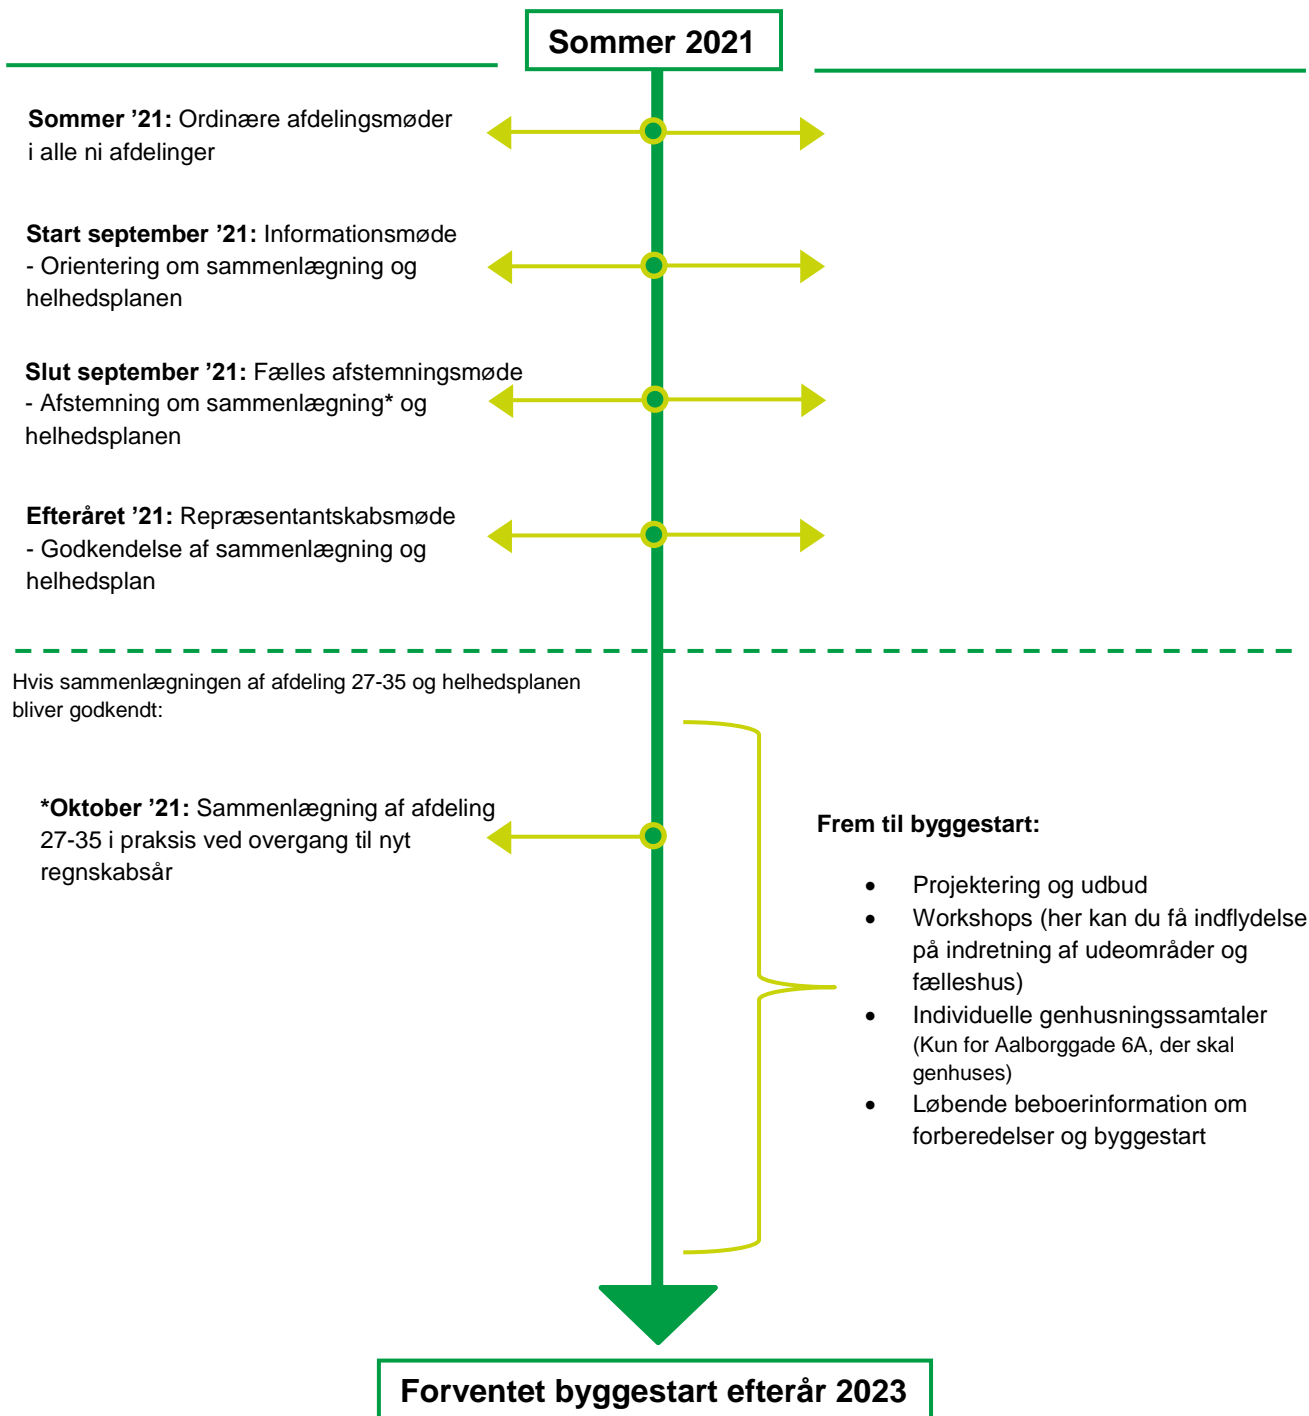 Sommer 2021
Sommer ’21: Ordinære afdelingsmøder
i alle ni afdelinger
Start september ’21: Informationsmøde
- Orientering om sammenlægning og
helhedsplanen
Slut september ’21: Fælles afstemningsmøde
- Afstemning om sammenlægning* og
helhedsplanen
Efteråret ’21: Repræsentantskabsmøde
- Godkendelse af sammenlægning og
helhedsplan
Hvis sammenlægningen af afdeling 27-35 og helhedsplanen
bliver godkendt:
*Oktober ’21: Sammenlægning af afdeling
27-35 i praksis ved overgang til nyt
regnskabsår
Frem til byggestart:
• Projektering og udbud
• Workshops (her kan du få indflydelse
på indretning af udeområder og
fælleshus)
• Individuelle genhusningssamtaler
(Kun for Aalborggade 6A, der skal
genhuses)
• Løbende beboerinformation om
forberedelser og byggestart
Forventet byggestart efterår 2023